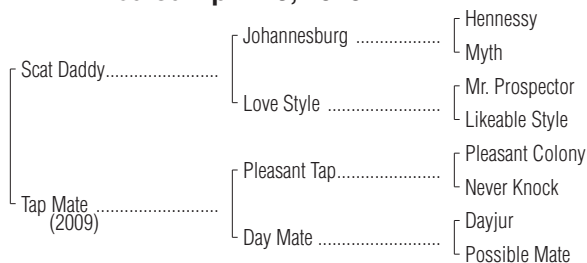 Hennessy
Johannesburg ...................
Myth
Scat Daddy.........................
Mr. Prospector
Love Style .........................
Likeable Style
Pleasant Colony
Pleasant Tap.................
Never Knock
Tap Mate ...........................
(2009)
Dayjur
Day Mate ...........................
Possible Mate